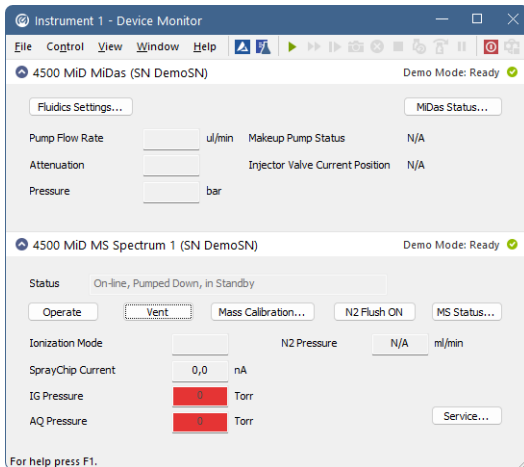 Instrument 1 - Device Monitor
File Control View Window Help
4500 MiD MiDas (SN DemoSN) Demo Mode: Ready
Fluidics Settings... MiDas Status...
Pump Flow Rate ul/min Makeup Pump Status N/A
Attenuation Injector Valve Current Position N/A
Pressure bar
4500 MiD MS Spectrum 1 (SN DemoSN) Demo Mode: Ready
Status On-line, Pumped Down, in Standby
Operate Vent Mass Calibration... N2 Flush ON MS Status...
Ionization Mode N2 Pressure N/A ml/min
SprayChip Current 0,0 nA
IG Pressure 0 Torr
AQ Pressure 0 Torr
Service...
For help press F1.